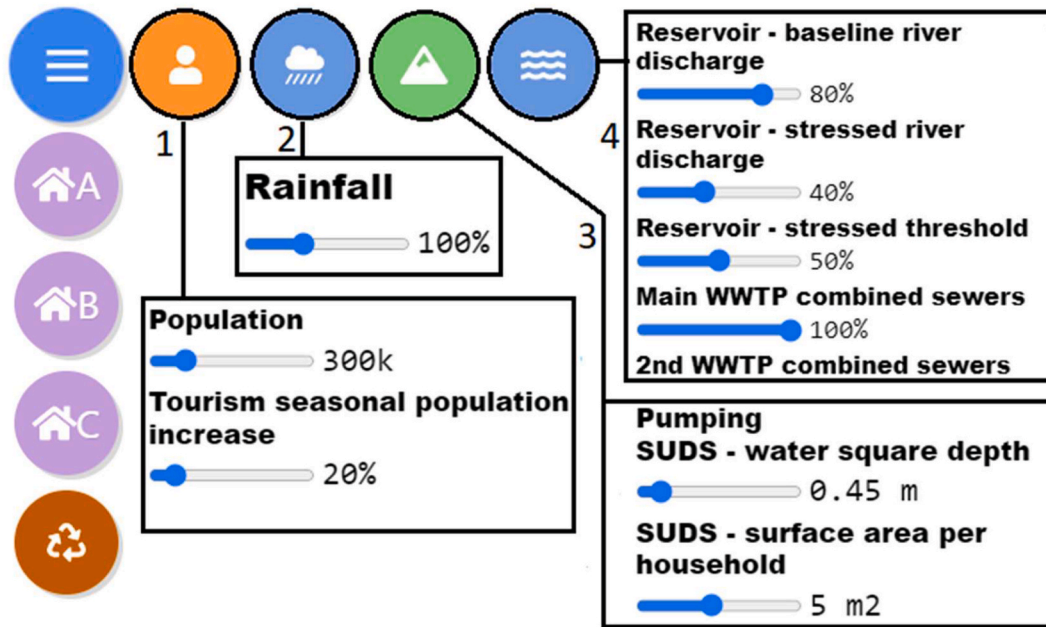 1
2
3
4
A
B
C
Rainfall
100%
Population
300k
Tourism seasonal population
increase
20%
Reservoir - baseline river
discharge
80%
Reservoir - stressed river
discharge
40%
Reservoir - stressed threshold
50%
Main WWTP combined sewers
100%
2nd WWTP combined sewers
Pumping
SUDS - water square depth
0.45 m
SUDS - surface area per
household
5 m2